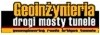 Geoinżynieria
drogi mosty tunele
geoengineering roads bridges tunnels